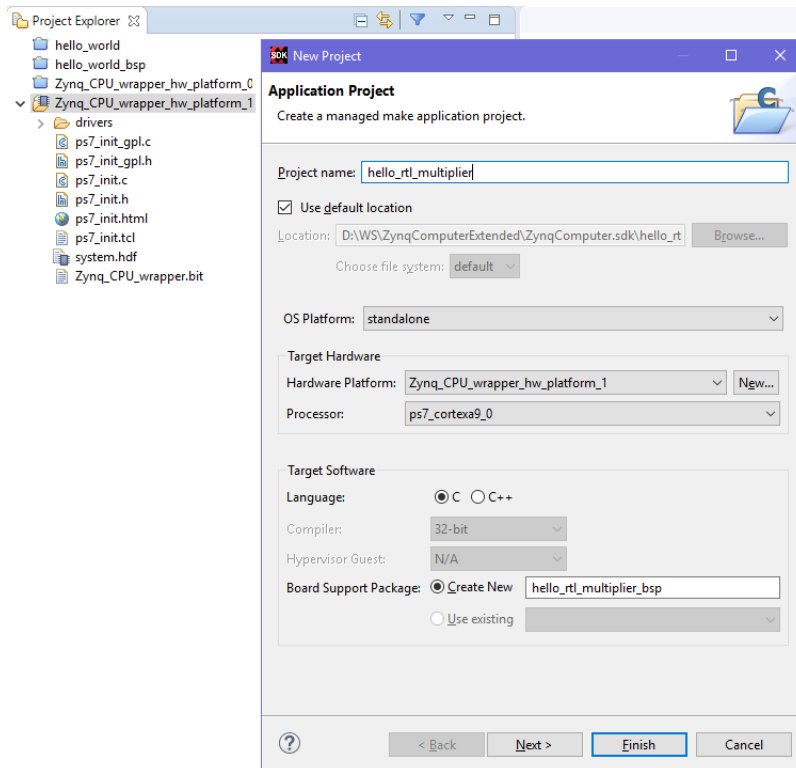 Project Explorer
hello_world
hello_world_bsp
Zynq_CPU_wrapper_hw_platform_0
Zynq_CPU_wrapper_hw_platform_1
drivers
ps7_init_gpl.c
ps7_init_gpl.h
ps7_init.c
ps7_init.h
ps7_init.html
ps7_init.tcl
system.hdf
Zynq_CPU_wrapper.bit
SDK New Project
Application Project
Create a managed make application project.
Project name: hello_rtl_multiplier
Use default location
Location: D:\WS\ZynqComputerExtended\ZynqComputer.sdk\hello_rt Browse...
Choose file system: default
OS Platform: standalone
Target Hardware
Hardware Platform: Zynq_CPU_wrapper_hw_platform_1 New...
Processor: ps7_cortexa9_0
Target Software
Language: C C++
Compiler: 32-bit
Hypervisor Guest: N/A
Board Support Package: Create New hello_rtl_multiplier_bsp
Use existing
< Back Next > Finish Cancel